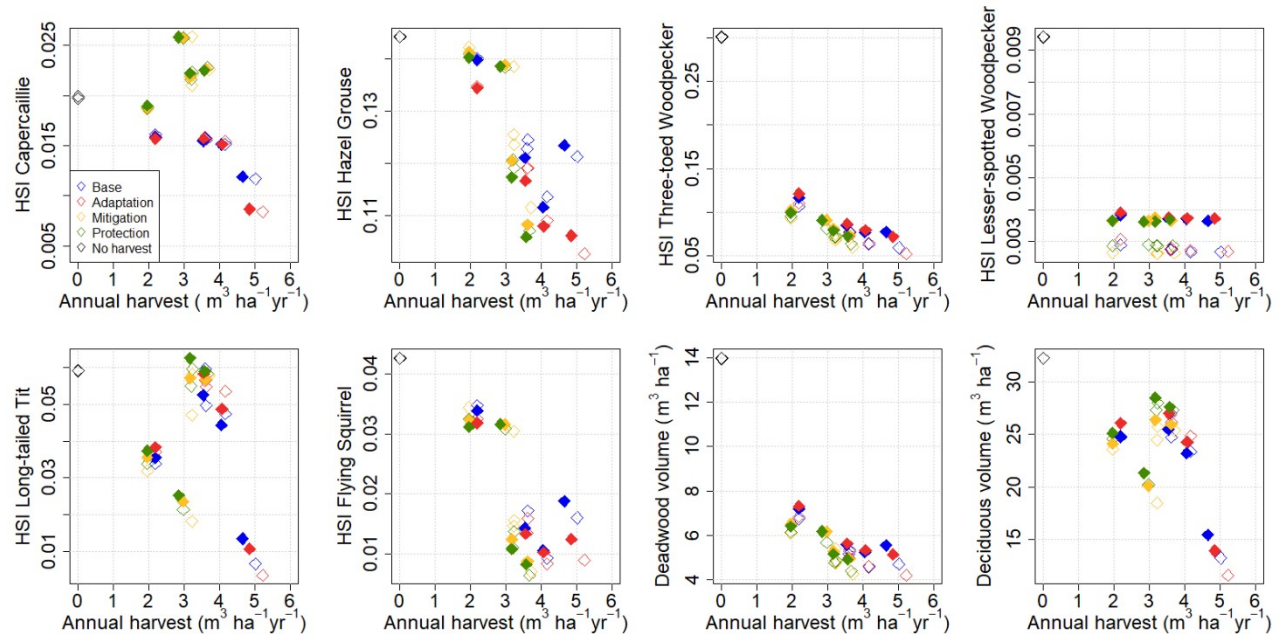 HSI Capercaillie
0.005
0.015
0.025
Base
Adaptation
Mitigation
Protection
No harvest
0 1 2 3 4 5 6
Annual harvest ( m³ ha⁻¹yr⁻¹)
HSI Hazel Grouse
0.11
0.13
0 1 2 3 4 5 6
Annual harvest (m³ ha⁻¹yr⁻¹)
HSI Three-toed Woodpecker
0.05
0.10
0.15
0.25
0 1 2 3 4 5 6
Annual harvest (m³ ha⁻¹yr⁻¹)
HSI Lesser-spotted Woodpecker
0.003
0.005
0.007
0.009
0 1 2 3 4 5 6
Annual harvest (m³ ha⁻¹yr⁻¹)
HSI Long-tailed Tit
0.01
0.03
0.05
0 1 2 3 4 5 6
Annual harvest (m³ ha⁻¹yr⁻¹)
HSI Flying Squirrel
0.01
0.02
0.03
0.04
0 1 2 3 4 5 6
Annual harvest (m³ ha⁻¹yr⁻¹)
Deadwood volume ( m³ ha⁻¹)
4
6
8
10
12
14
0 1 2 3 4 5 6
Annual harvest (m³ ha⁻¹yr⁻¹)
Deciduous volume ( m³ ha⁻¹)
15
20
25
30
0 1 2 3 4 5 6
Annual harvest (m³ ha⁻¹yr⁻¹)